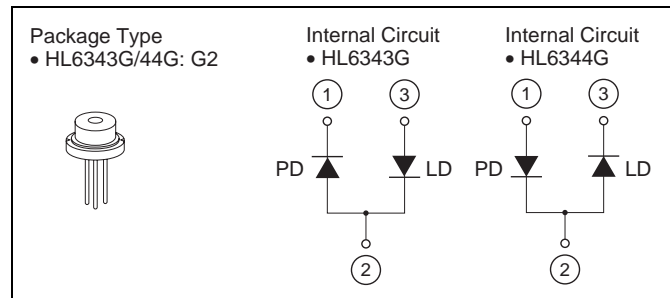 Package Type
• HL6343G/44G: G2
Internal Circuit
• HL6343G
1 3
PD LD
2
Internal Circuit
• HL6344G
1 3
PD LD
2